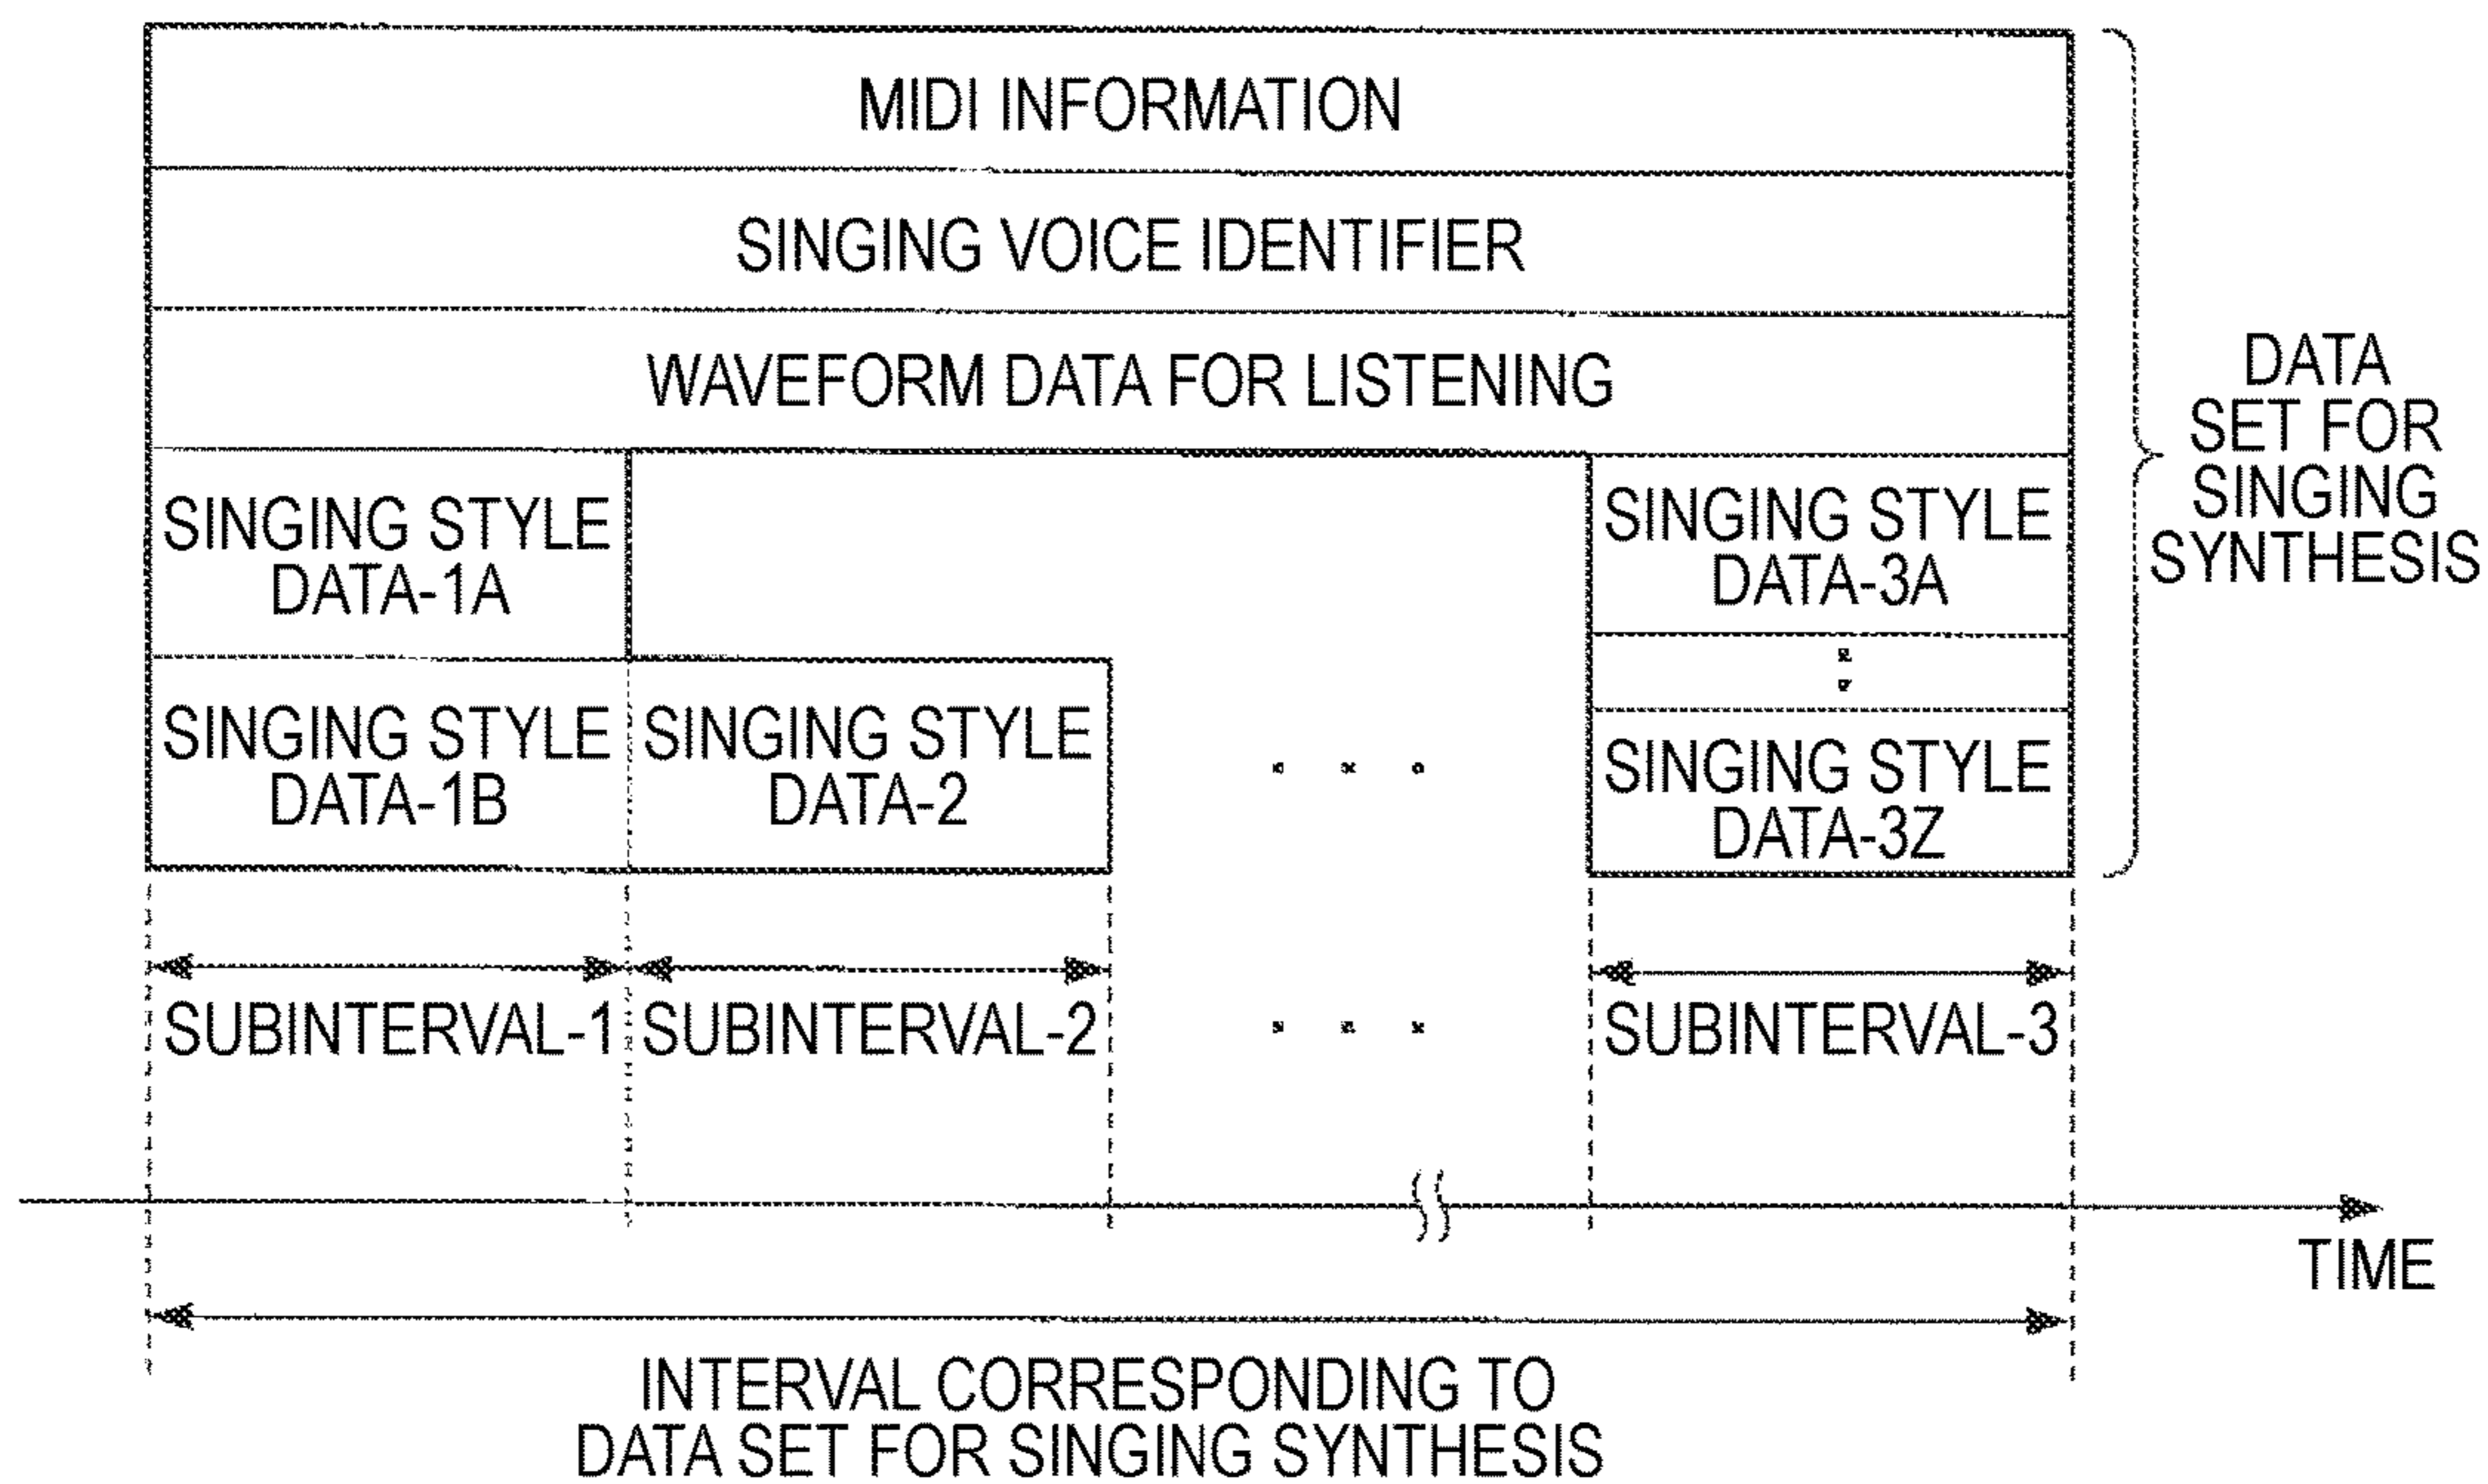 MIDI INFORMATION
SINGING VOICE IDENTIFIER
WAVEFORM DATA FOR LISTENING
DATA
SET FOR
SINGING
SYNTHESIS
SINGING STYLE
DATA-1A
SINGING STYLE
DATA-3A
SINGING STYLE
DATA-1B
SINGING STYLE
DATA-2
SINGING STYLE
DATA-3Z
SUBINTERVAL-1
SUBINTERVAL-2
SUBINTERVAL-3
TIME
INTERVAL CORRESPONDING TO
DATA SET FOR SINGING SYNTHESIS